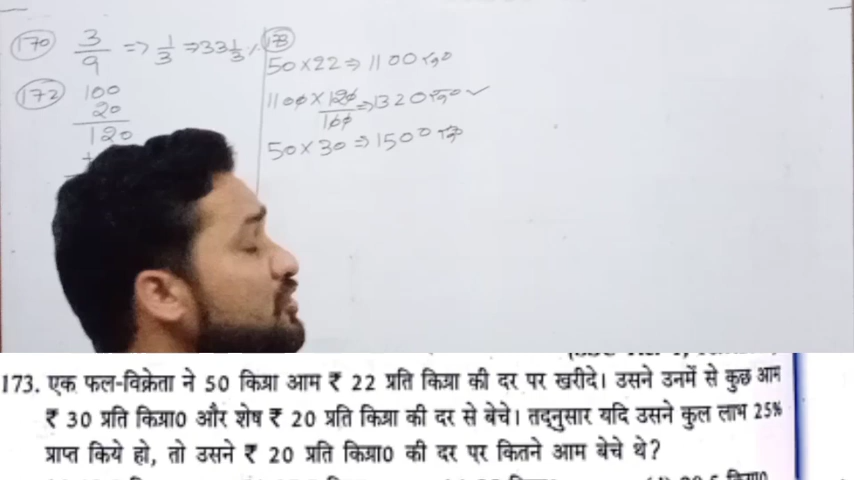 170 3/9 => 1/3 => 33 1/3 %
172 100
20
120
173
50 × 22 => 1100 रु०
1100 × 120/100 => 1320 रु० ✓
50 × 30 => 1500 रु०
173. एक फल-विक्रेता ने 50 किग्रा आम ₹ 22 प्रति किग्रा की दर पर खरीदे। उसने उनमें से कुछ आम
₹ 30 प्रति किग्रा0 और शेष ₹ 20 प्रति किग्रा की दर से बेचे। तद्नुसार यदि उसने कुल लाभ 25%
प्राप्त किये हो, तो उसने ₹ 20 प्रति किग्रा0 की दर पर कितने आम बेचे थे?